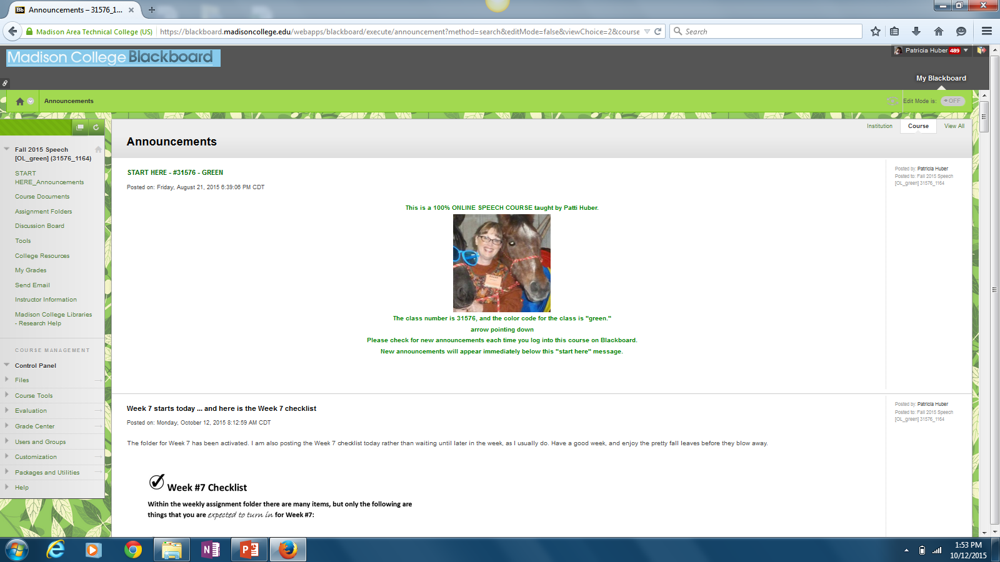 Announcements – 31576_1...
Madison Area Technical College (US)
https://blackboard.madisoncollege.edu/webapps/blackboard/execute/announcement?method=search&editMode=false&viewChoice=2&course
Search
Madison College Blackboard
Patricia Huber 489
My Blackboard
Announcements
Edit Mode is: OFF
Institution
Course
View All
Fall 2015 Speech
[OL_green] (31576_1164)
START
HERE_Announcements
Course Documents
Assignment Folders
Discussion Board
Tools
College Resources
My Grades
Send Email
Instructor Information
Madison College Libraries
- Research Help
COURSE MANAGEMENT
Control Panel
Files
Course Tools
Evaluation
Grade Center
Users and Groups
Customization
Packages and Utilities
Help
Announcements
START HERE - #31576 - GREEN
Posted on: Friday, August 21, 2015 6:39:06 PM CDT
Posted by: Patricia Huber
Posted to: Fall 2015 Speech
[OL_green] 31576_1164
This is a 100% ONLINE SPEECH COURSE taught by Patti Huber.
The class number is 31576, and the color code for the class is "green."
arrow pointing down
Please check for new announcements each time you log into this course on Blackboard.
New announcements will appear immediately below this "start here" message.
Week 7 starts today ... and here is the Week 7 checklist
Posted on: Monday, October 12, 2015 8:12:59 AM CDT
Posted by: Patricia Huber
Posted to: Fall 2015 Speech
[OL_green] 31576_1164
The folder for Week 7 has been activated. I am also posting the Week 7 checklist today rather than waiting until later in the week, as I usually do. Have a good week, and enjoy the pretty fall leaves before they blow away.
Week #7 Checklist
Within the weekly assignment folder there are many items, but only the following are
things that you are expected to turn in for Week #7:
1:53 PM
10/12/2015